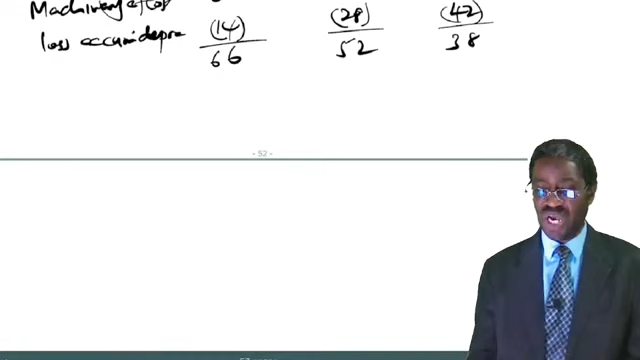 Machinery at cost
less accum depre (14) (28) (42)
66 52 38
- 52 -